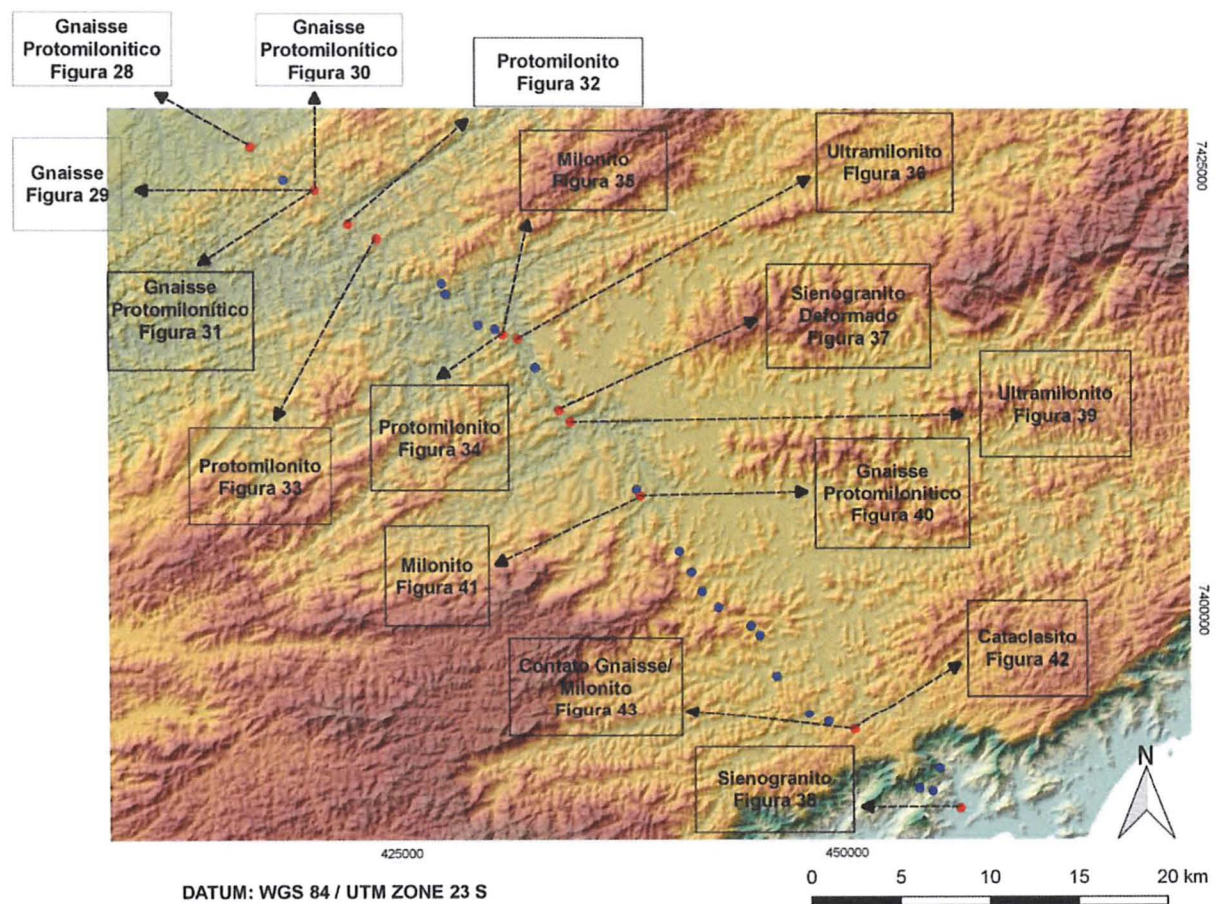 Gnaisse
Protomilonitico
Figura 28
Gnaisse
Protomilonítico
Figura 30
Protomilonito
Figura 32
Gnaisse
Figura 29
Milonito
Figura 35
Ultramilonito
FIgura 36
7425000
Gnaisse
Protomilonítico
Figura 31
Sienogranito
Deformado
Figura 37
Protomilonito
Figura 33
Protomilonito
Figura 34
Ultramilonito
Figura 39
Gnaisse
Protomilonitico
Figura 40
Milonito
Figura 41
7400000
Contato Gnaisse/
Milonito
Figura 43
Cataclasito
Figura 42
Sienogranito
Figura 38
N
425000
450000
DATUM: WGS 84 / UTM ZONE 23 S
0 5 10 15 20 km